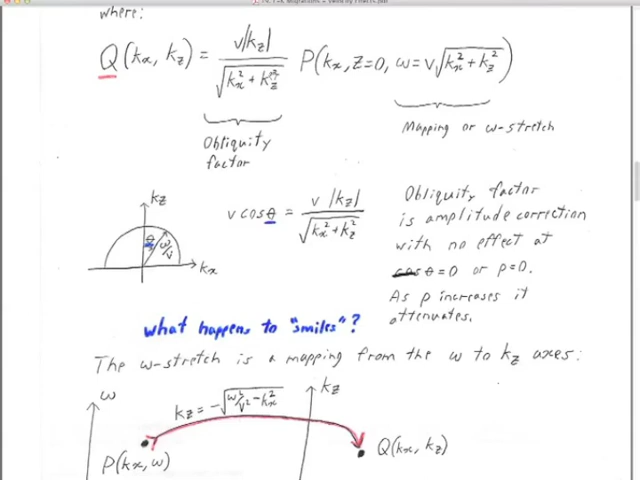 where:
Q(kx, kz) = v|kz| / √(kx² + kz²) P(kx, z=0, ω = v√(kx² + kz²))
Obliquity factor
Mapping or ω-stretch
kz
θ
ω/v
kx
v cosθ = v |kz| / √(kx² + kz²)
Obliquity factor
is amplitude correction
with no effect at
θ=0 or p=0.
As p increases it
attenuates.
what happens to "smiles"?
The ω-stretch is a mapping from the ω to kz axes:
ω
kz = -√(ω²/v² - kx²)
kz
P(kx, ω)
Q(kx, kz)